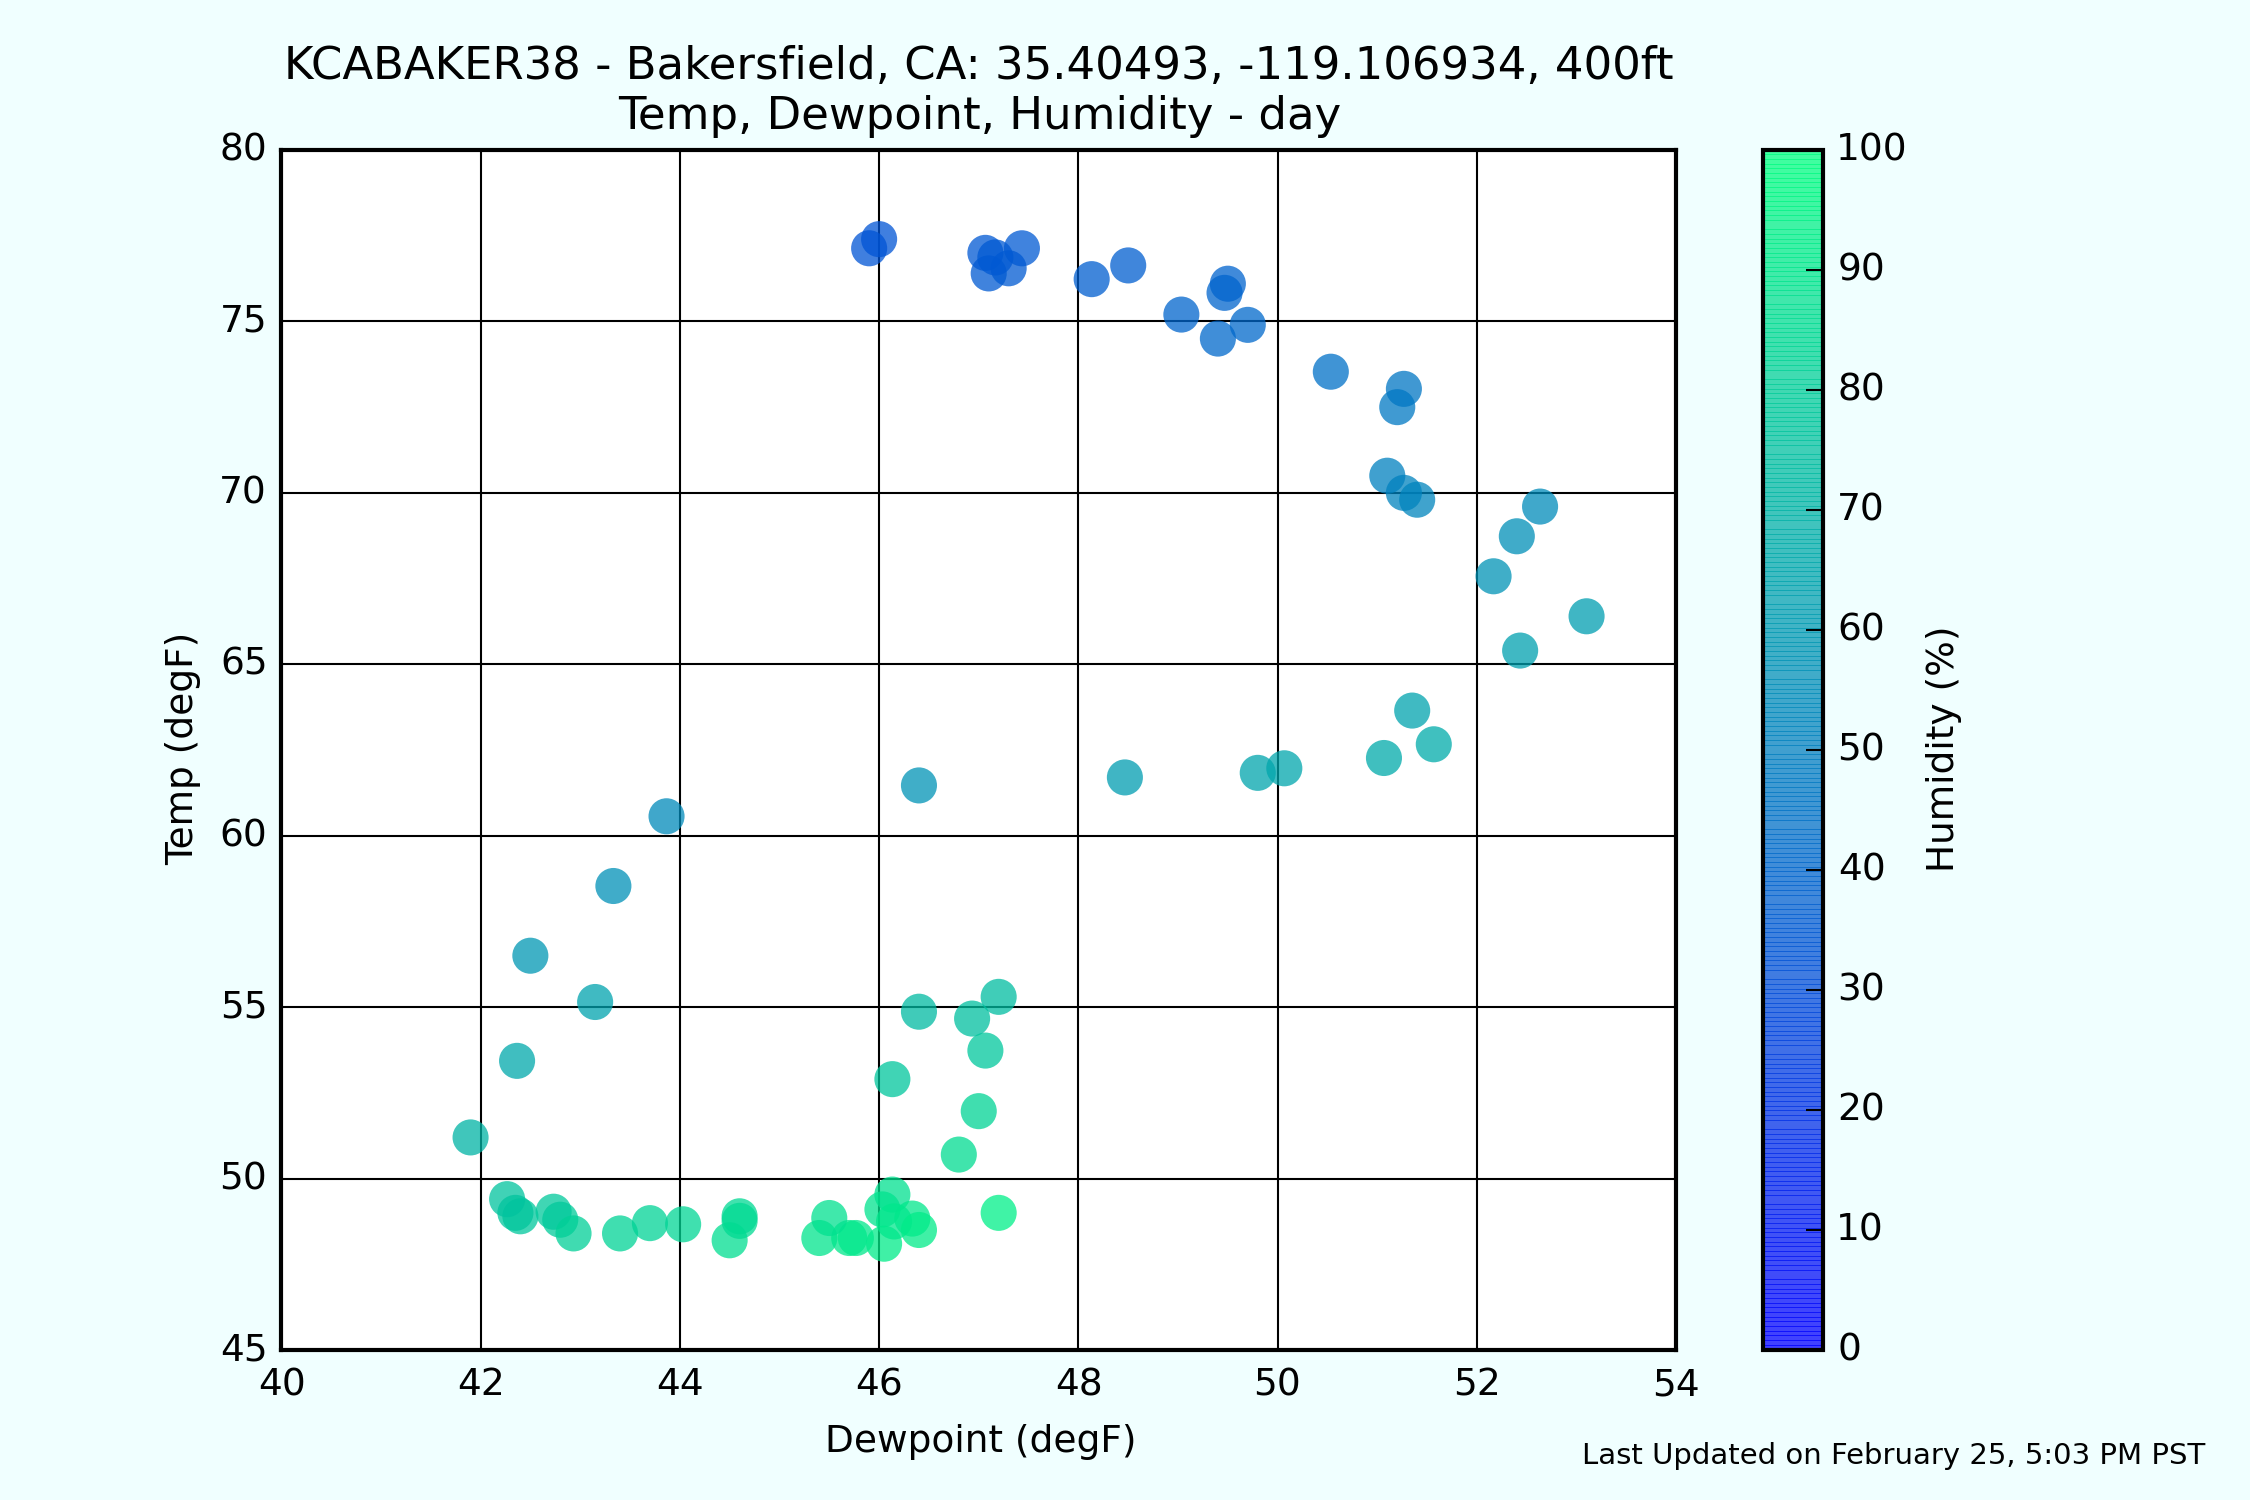 KCABAKER38 - Bakersfield, CA: 35.40493, -119.106934, 400ft
Temp, Dewpoint, Humidity - day
80
75
70
65
60
55
50
45
Temp (degF)
40 42 44 46 48 50 52 54
Dewpoint (degF)
100
90
80
70
60
50
40
30
20
10
0
Humidity (%)
Last Updated on February 25, 5:03 PM PST